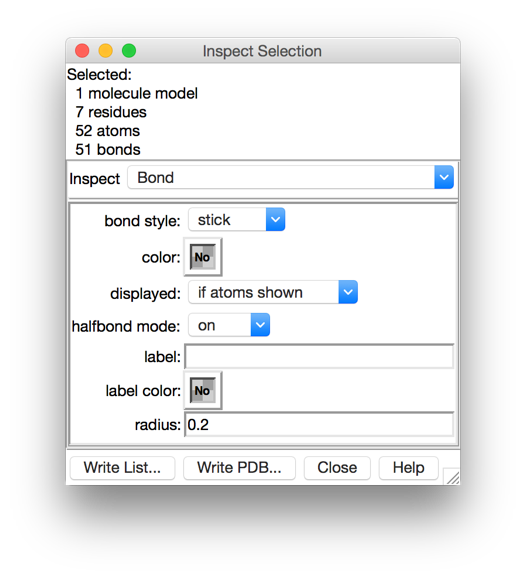 Inspect Selection
Selected:
1 molecule model
7 residues
52 atoms
51 bonds
Inspect Bond
bond style: stick
color: No
displayed: if atoms shown
halfbond mode: on
label:
label color: No
radius: 0.2
Write List... Write PDB... Close Help